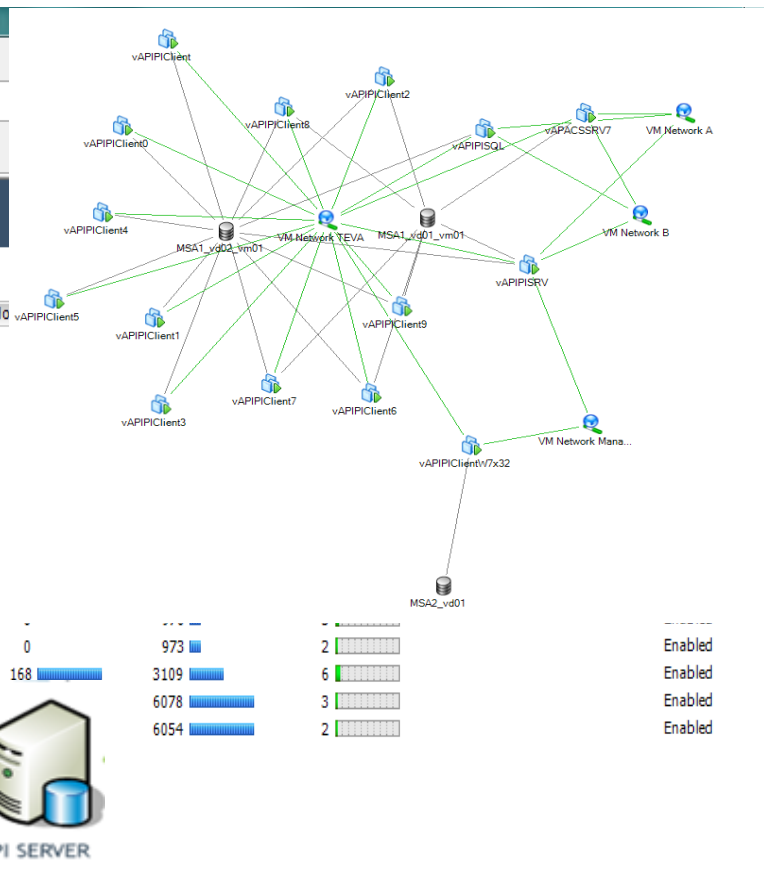 vAPIPIClient
vAPIPIClient2
vAPIPIClient8
vAPIPIClient0
vAPIPISQL
vAPACSSRV7
VM Network A
vAPIPIClient4
MSA1_vd02_vm01
VM Network TEVA
MSA1_vd01_vm01
VM Network B
vAPIPISRV
vAPIPIClient5
vAPIPIClient1
vAPIPIClient9
vAPIPIClient3
vAPIPIClient7
vAPIPIClient6
VM Network Mana...
vAPIPIClientW7x32
MSA2_vd01
0 973 2 Enabled
168 3109 6 Enabled
6078 3 Enabled
6054 2 Enabled
PI SERVER